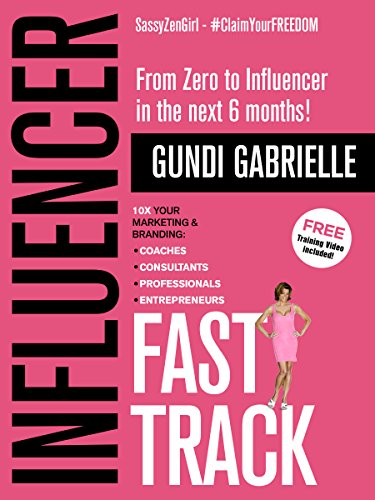 SassyZenGirl - #ClaimYourFREEDOM
From Zero to Influencer
in the next 6 months!
INFLUENCER
GUNDI GABRIELLE
10X YOUR
MARKETING &
BRANDING:
• COACHES
• CONSULTANTS
• PROFESSIONALS
• ENTREPRENEURS
FREE
Training Video
included!
FAST
TRACK